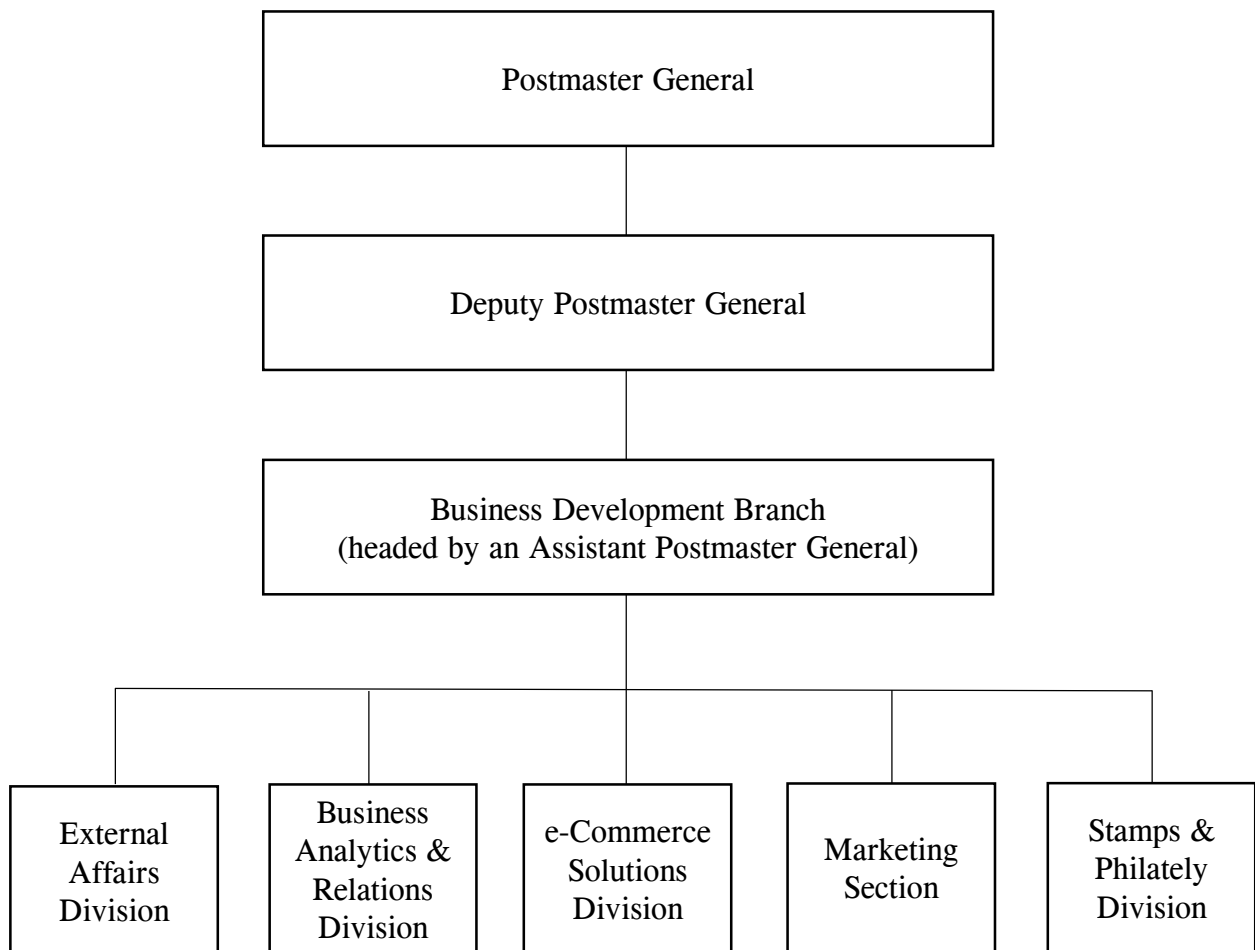 Postmaster General
Deputy Postmaster General
Business Development Branch
(headed by an Assistant Postmaster General)
External
Affairs
Division
Business
Analytics &
Relations
Division
e-Commerce
Solutions
Division
Marketing
Section
Stamps &
Philately
Division